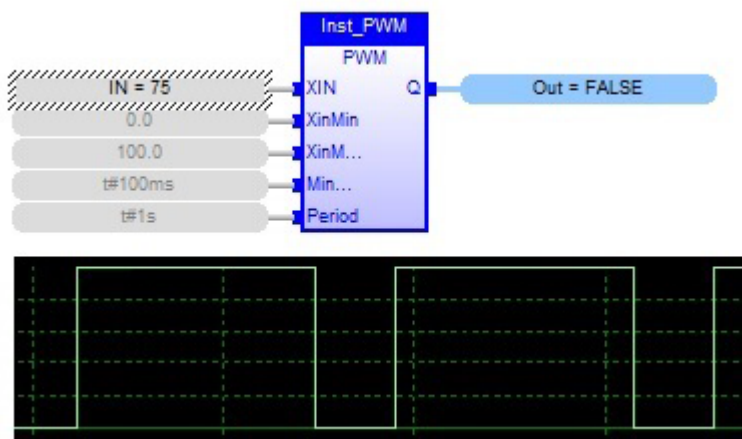 Inst_PWM
PWM
IN = 75 XIN Q Out = FALSE
0.0 XinMin
100.0 XinM...
t#100ms Min...
t#1s Period